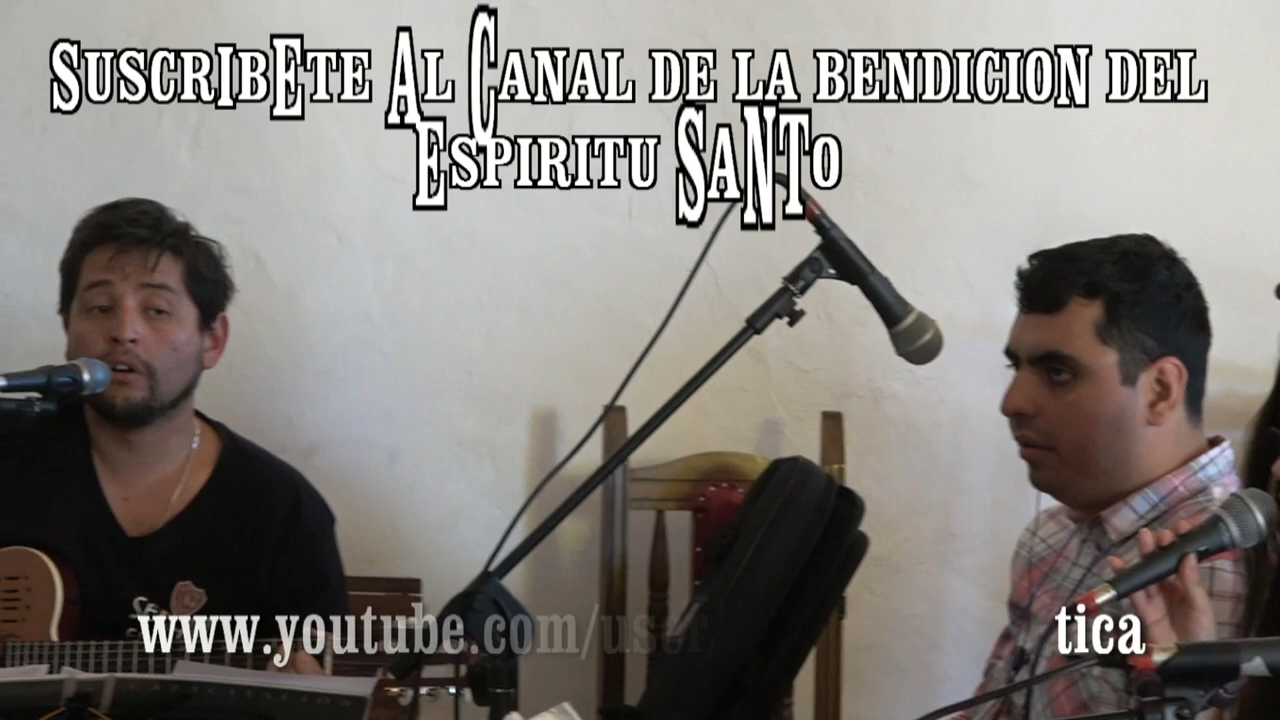 SUSCRIBETE AL CANAL DE LA BENDICION DEL
ESPIRITU SANTO
www.youtube.com/user
tica